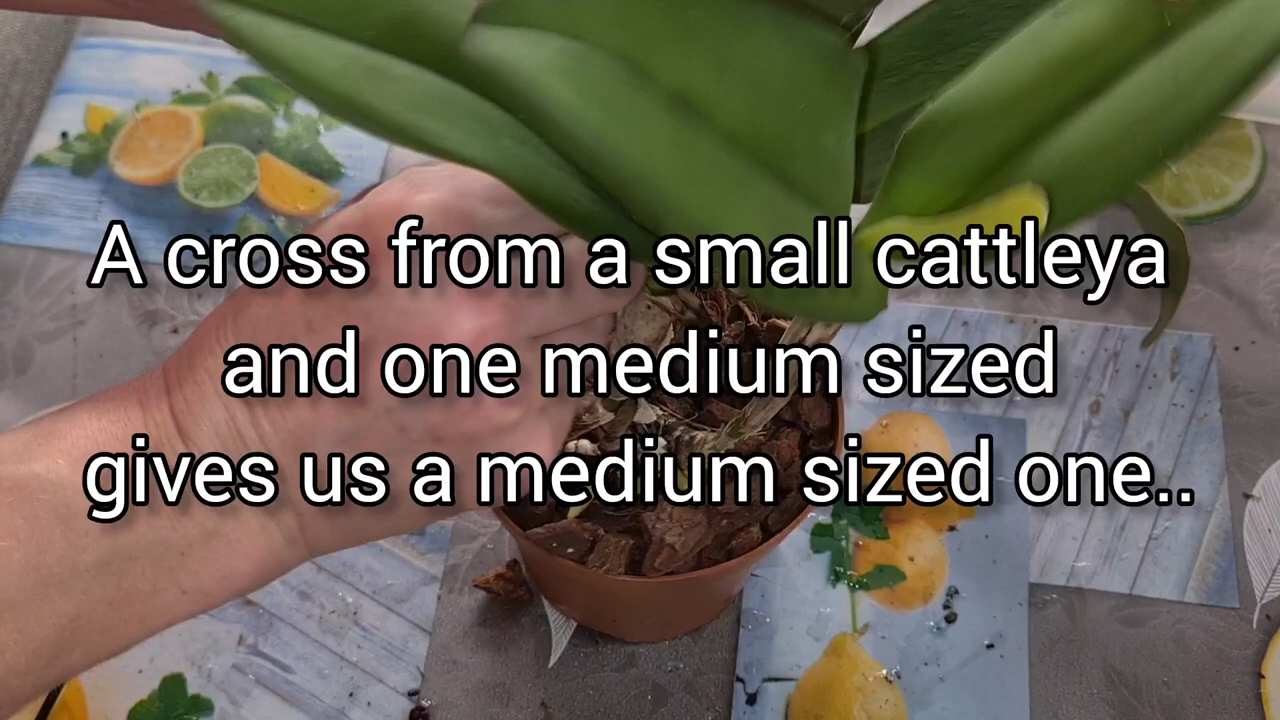 A cross from a small cattleya
and one medium sized
gives us a medium sized one..